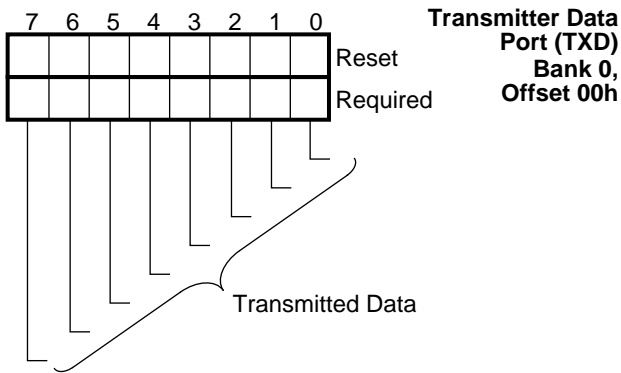 7 6 5 4 3 2 1 0
Reset
Required
Transmitter Data
Port (TXD)
Bank 0,
Offset 00h
Transmitted Data